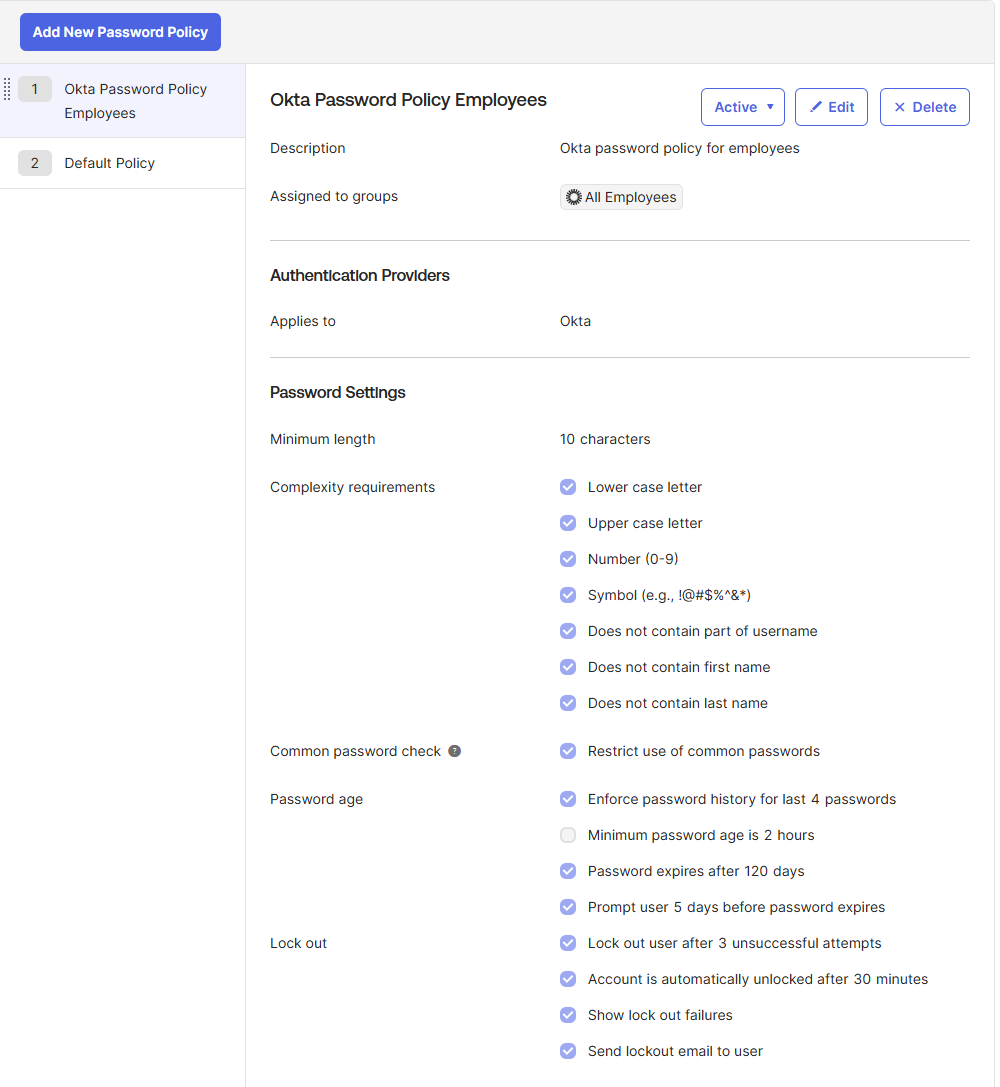 Add New Password Policy
1 Okta Password Policy
Employees
2 Default Policy
Okta Password Policy Employees
Active ▼ Edit × Delete
Description Okta password policy for employees
Assigned to groups All Employees
Authentication Providers
Applies to Okta
Password Settings
Minimum length 10 characters
Complexity requirements Lower case letter
Upper case letter
Number (0-9)
Symbol (e.g., !@#$%^&*)
Does not contain part of username
Does not contain first name
Does not contain last name
Common password check ? Restrict use of common passwords
Password age Enforce password history for last 4 passwords
Minimum password age is 2 hours
Password expires after 120 days
Prompt user 5 days before password expires
Lock out Lock out user after 3 unsuccessful attempts
Account is automatically unlocked after 30 minutes
Show lock out failures
Send lockout email to user